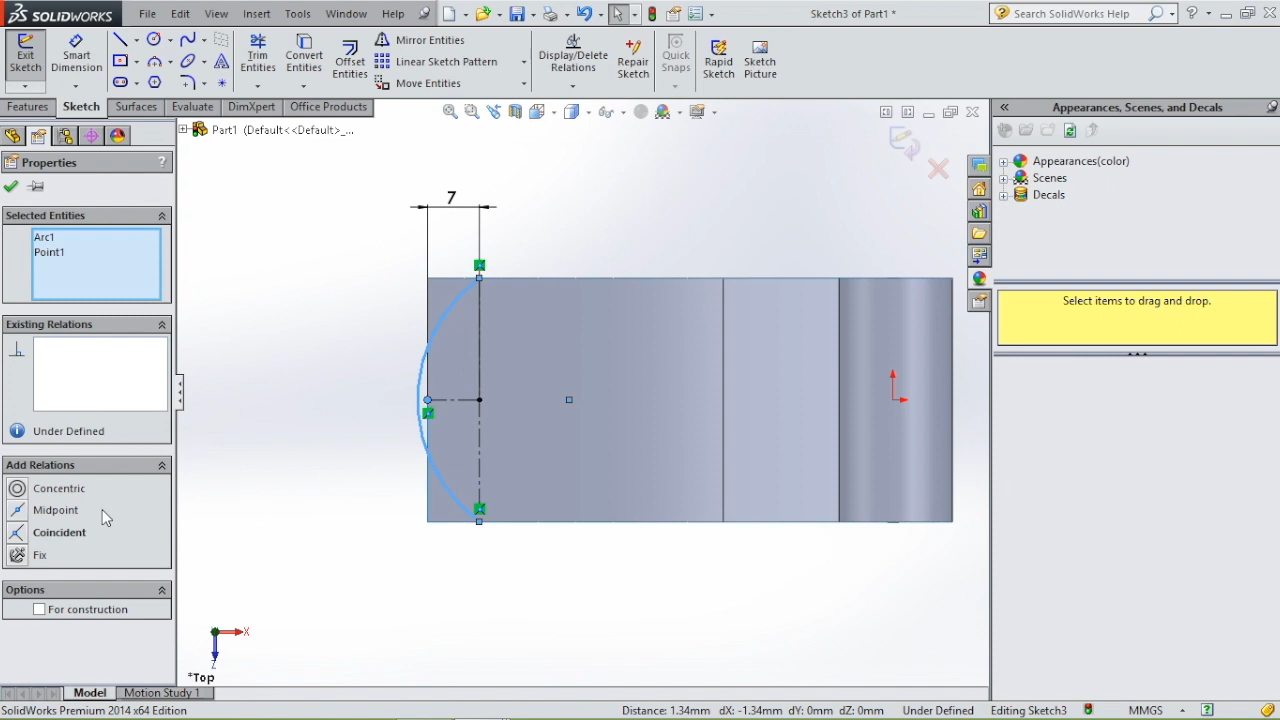 SOLIDWORKS File Edit View Insert Tools Window Help Sketch3 of Part1 * Search SolidWorks Help
Exit Sketch
Smart Dimension
Trim Entities
Convert Entities
Offset Entities
Mirror Entities
Linear Sketch Pattern
Move Entities
Display/Delete Relations
Repair Sketch
Quick Snaps
Rapid Sketch
Sketch Picture
Features Sketch Surfaces Evaluate DimXpert Office Products
Appearances, Scenes, and Decals
Part1 (Default<<Default>_...
Properties ?
Selected Entities
Arc1
Point1
Existing Relations
Under Defined
Add Relations
Concentric
Midpoint
Coincident
Fix
Options
For construction
7
X
Z
*Top
Appearances(color)
Scenes
Decals
Select items to drag and drop.
Model Motion Study 1
SolidWorks Premium 2014 x64 Edition Distance: 1.34mm dX: -1.34mm dY: 0mm dZ: 0mm Under Defined Editing Sketch3 MMGS